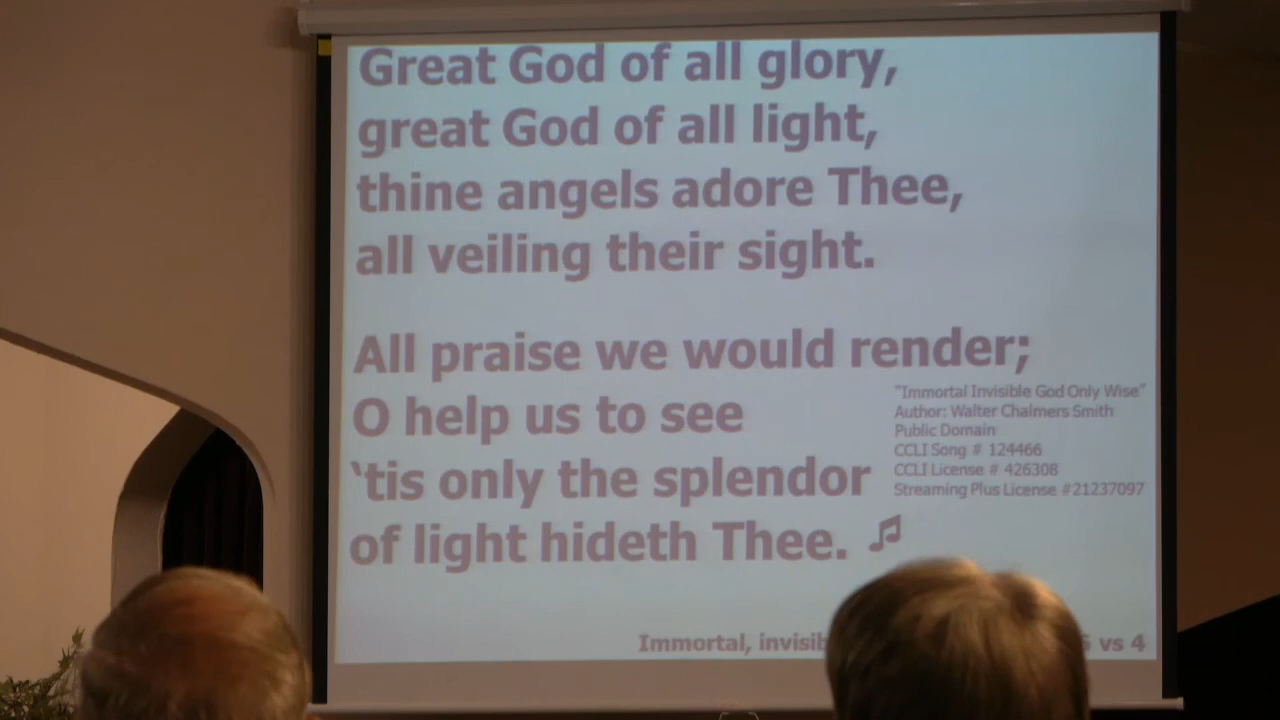 Great God of all glory,
great God of all light,
thine angels adore Thee,
all veiling their sight.
All praise we would render;
O help us to see
‘tis only the splendor
of light hideth Thee. ♫
"Immortal Invisible God Only Wise"
Author: Walter Chalmers Smith
Public Domain
CCLI Song # 124466
CCLI License # 426308
Streaming Plus License #21237097
Immortal, vs 4